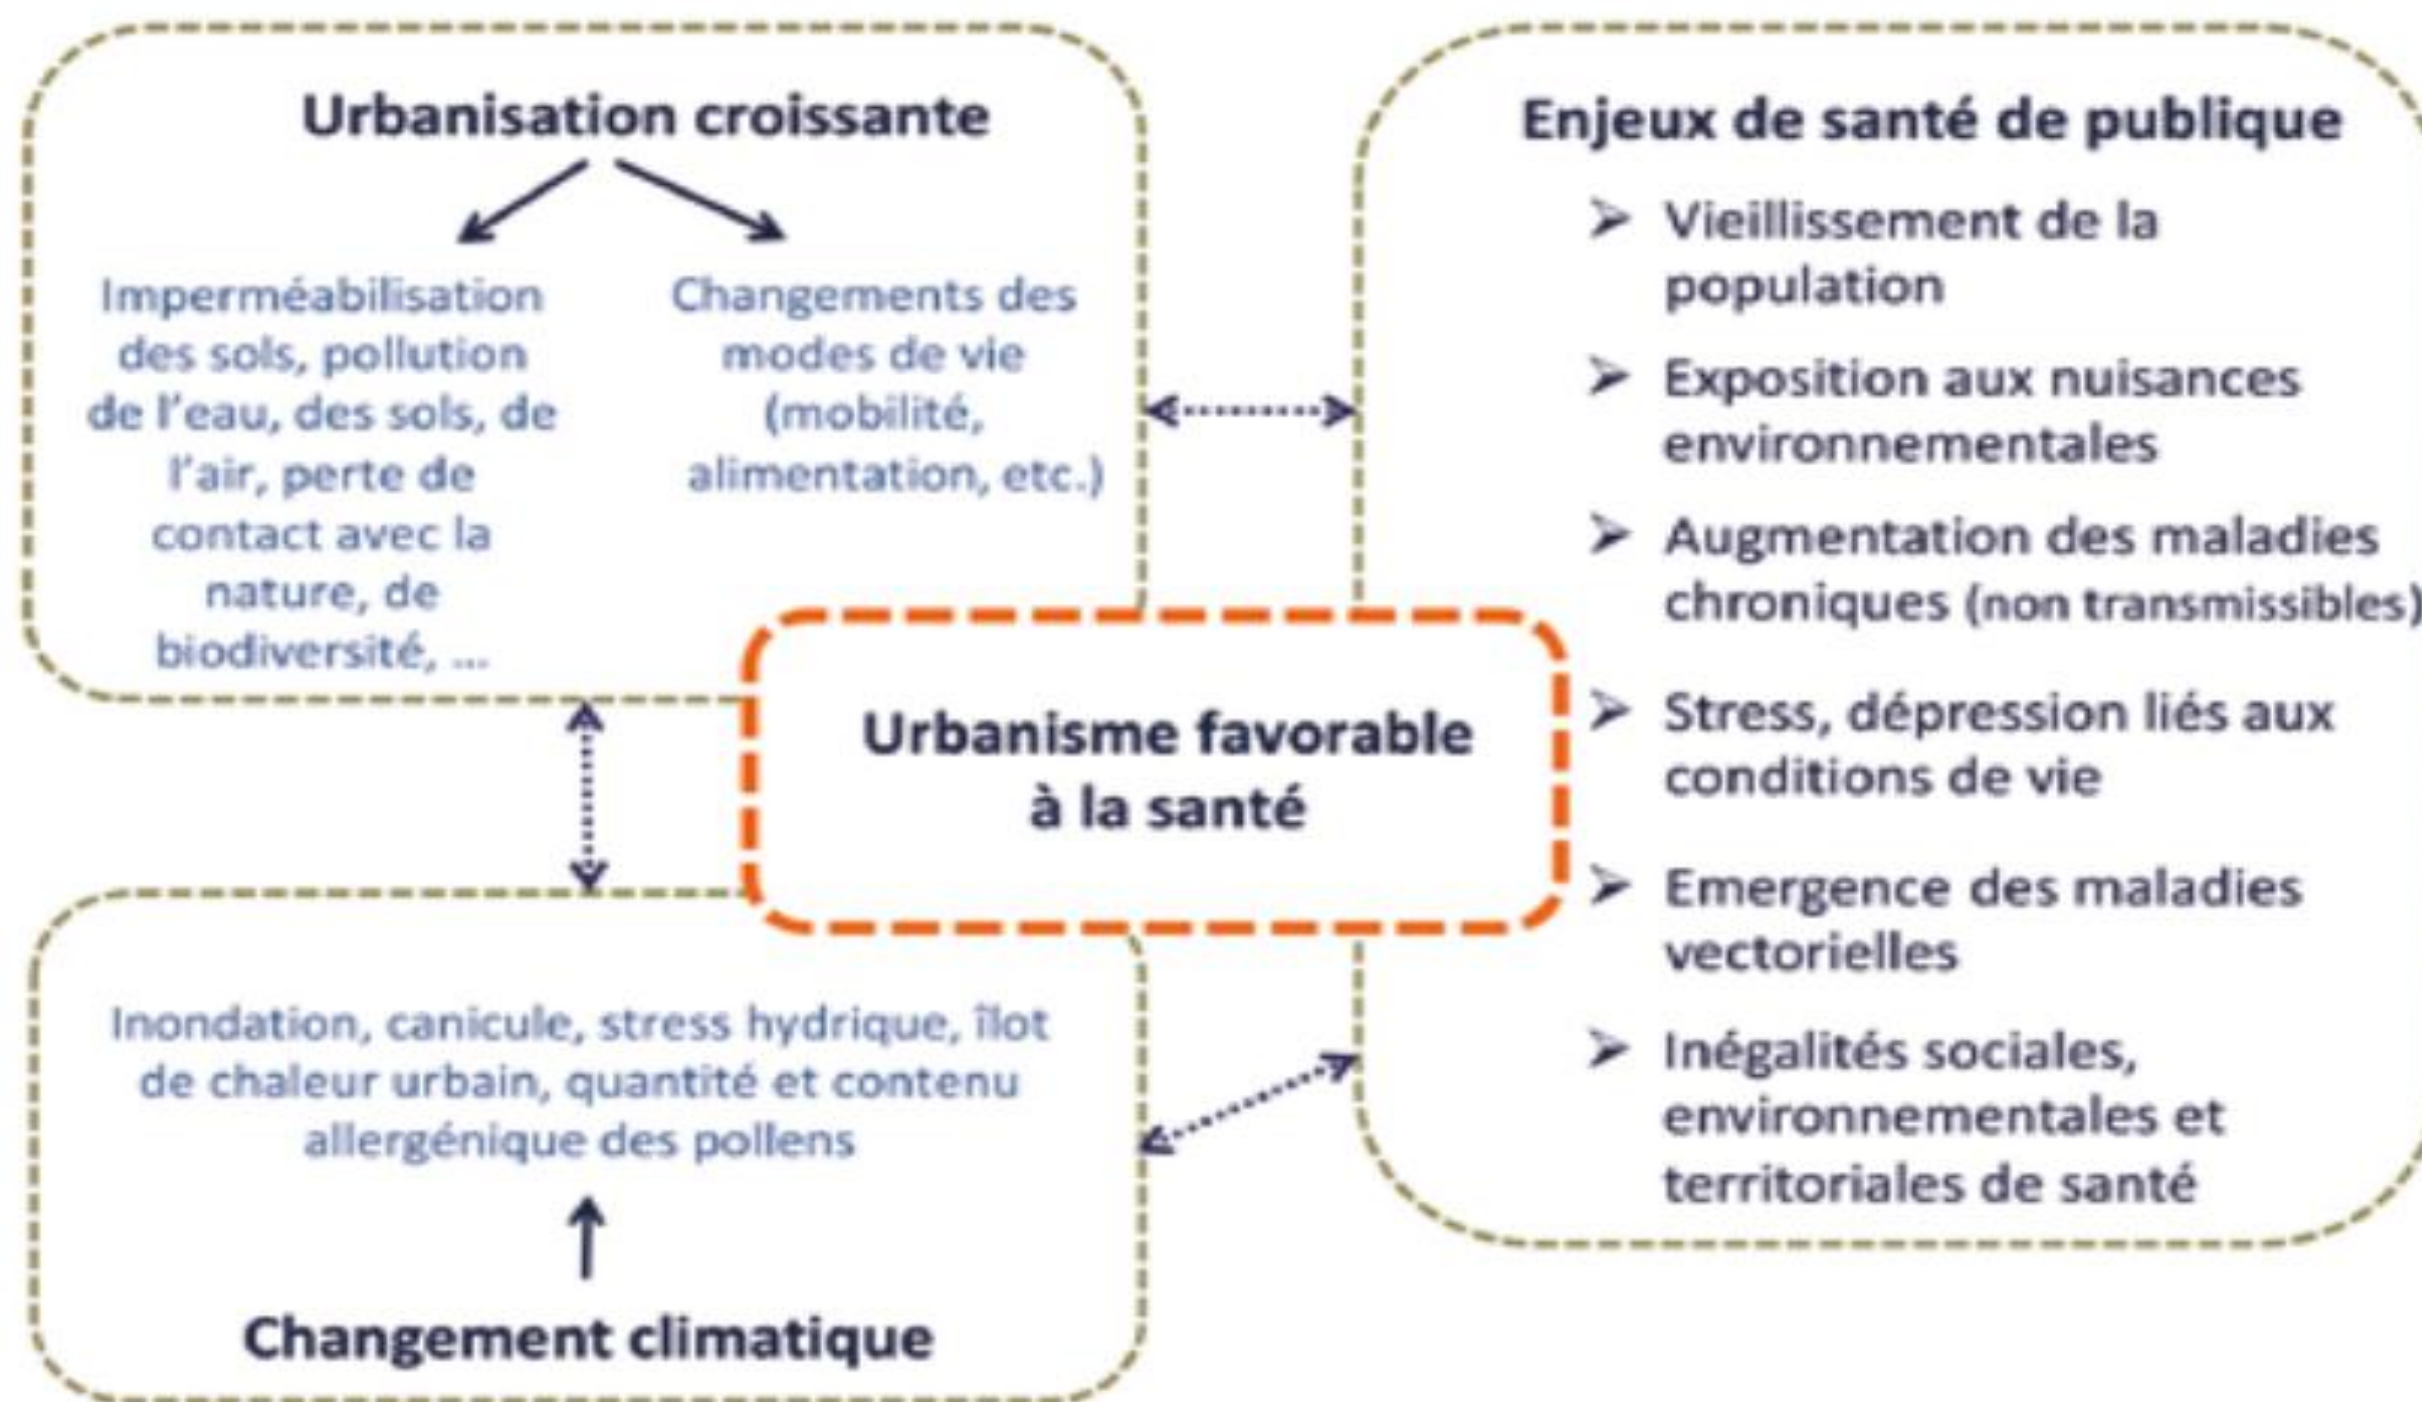 Urbanisation croissante
Imperméabilisation
des sols, pollution
de l'eau, des sols, de
l'air, perte de
contact avec la
nature, de
biodiversité, ...
Changements des
modes de vie
(mobilité,
alimentation, etc.)
Enjeux de santé de publique
➢ Vieillissement de la
population
➢ Exposition aux nuisances
environnementales
➢ Augmentation des maladies
chroniques (non transmissibles)
➢ Stress, dépression liés aux
conditions de vie
➢ Emergence des maladies
vectorielles
➢ Inégalités sociales,
environnementales et
territoriales de santé
Urbanisme favorable
à la santé
Inondation, canicule, stress hydrique, îlot
de chaleur urbain, quantité et contenu
allergénique des pollens
Changement climatique